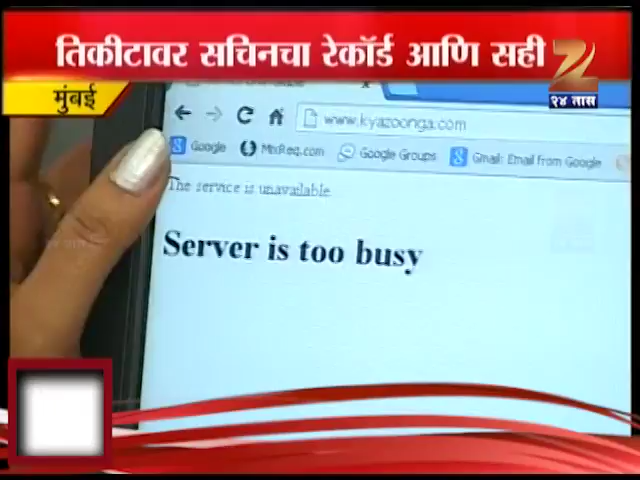 तिकीटावर सचिनचा रेकॉर्ड आणि सही
मुंबई
Z
२४ तास
www.kyazoonga.com
Google
MxReq.com
Google Groups
Gmail: Email from Google
The service is unavailable
Server is too busy